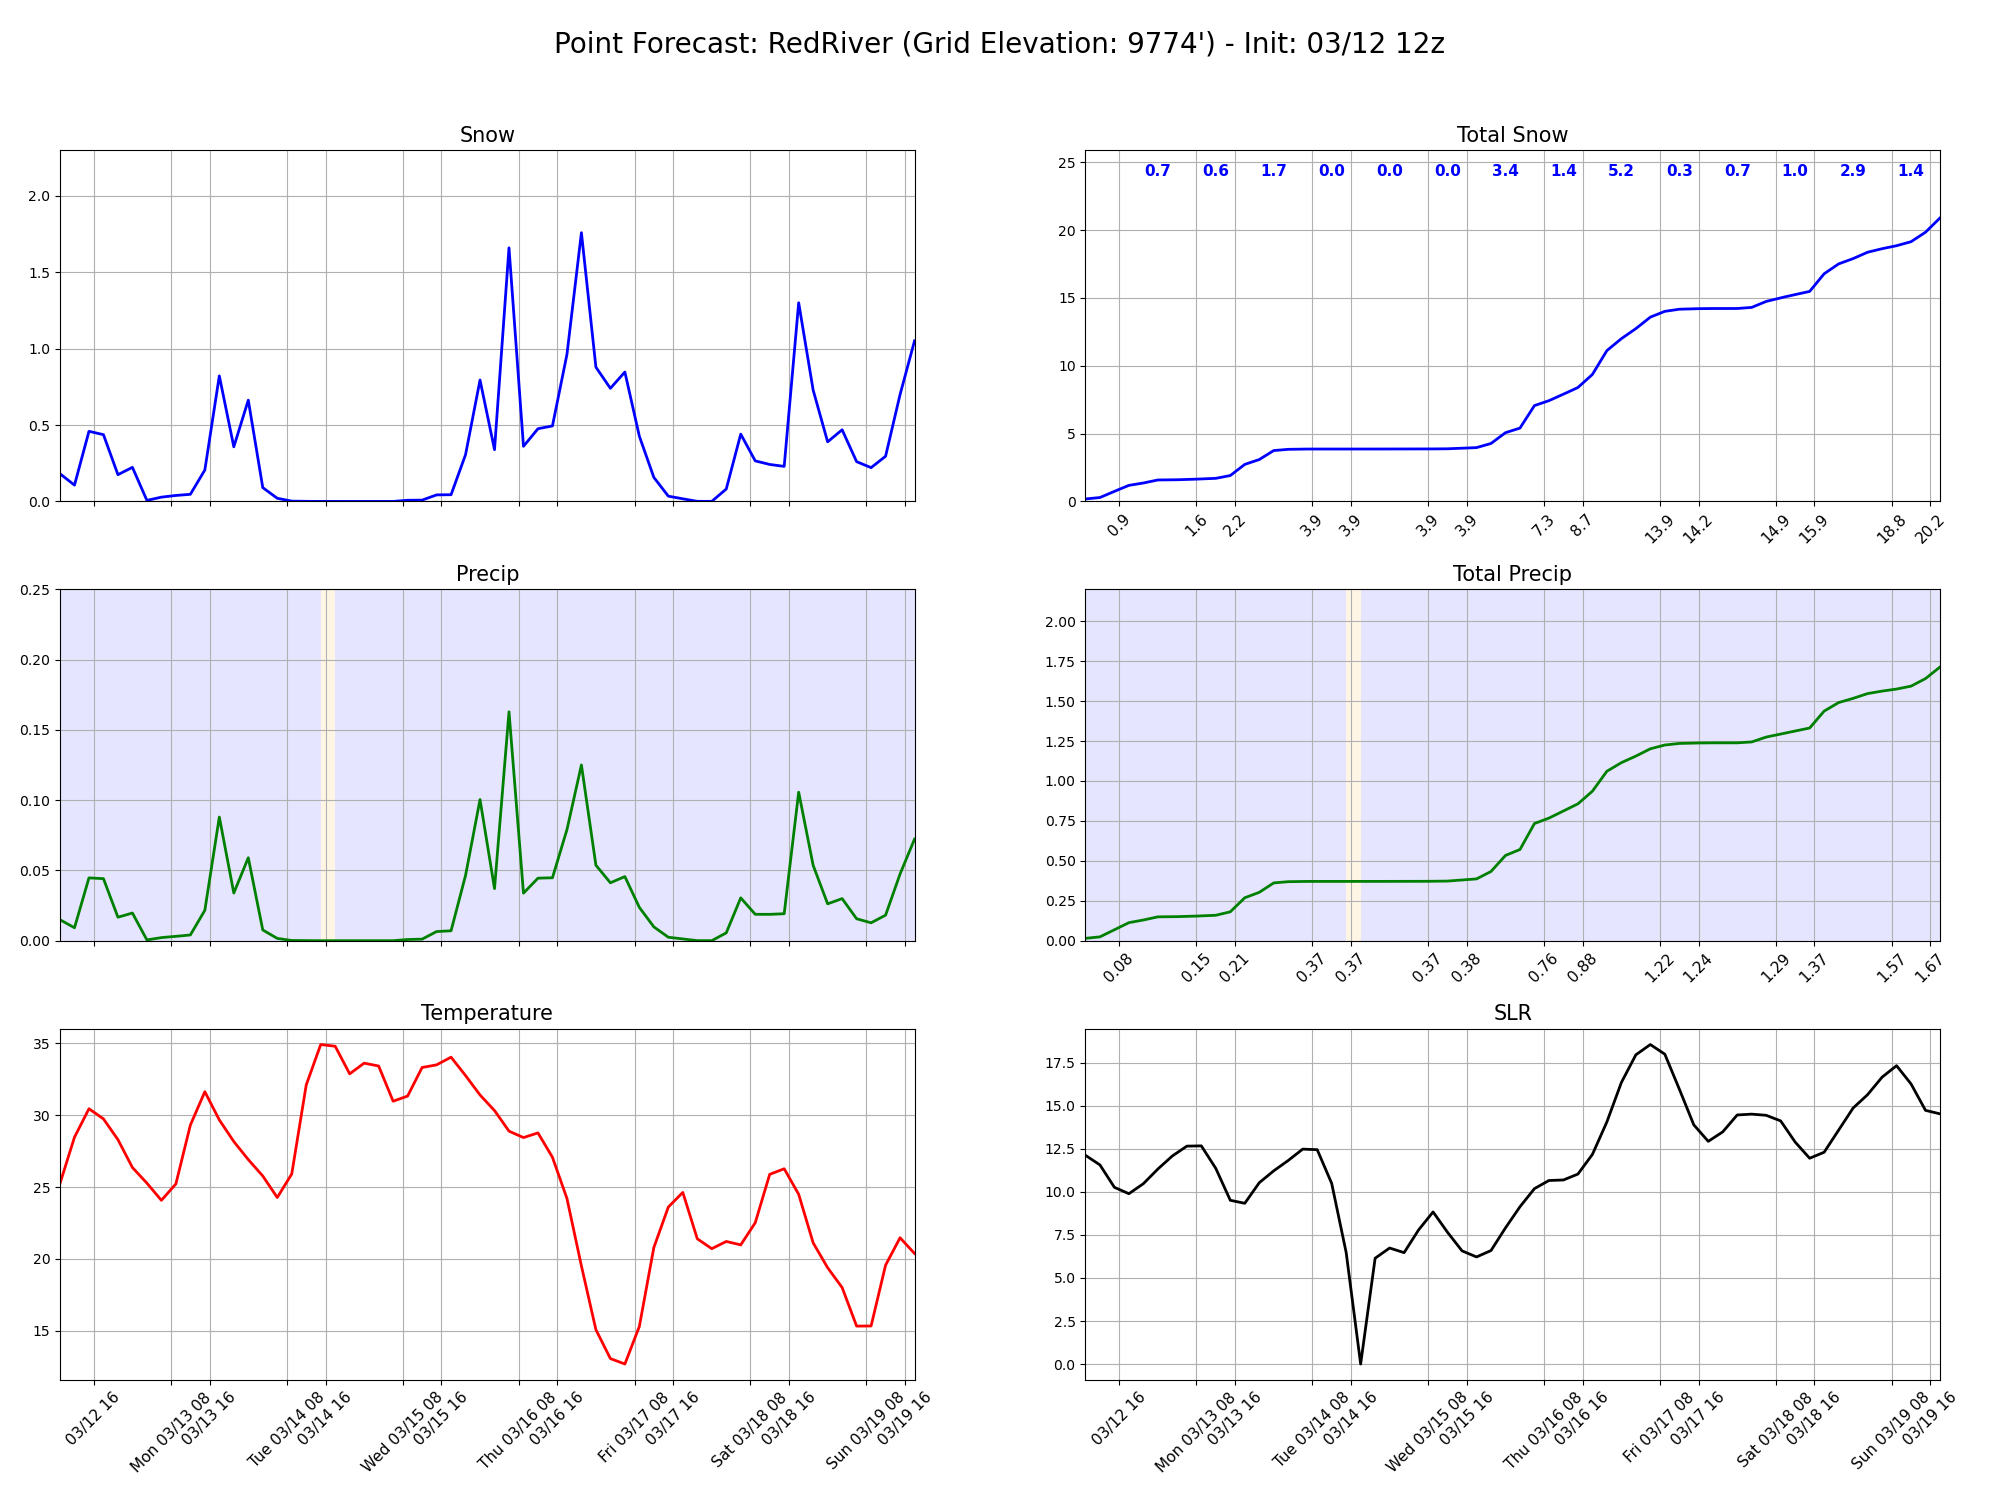 Point Forecast: RedRiver (Grid Elevation: 9774') - Init: 03/12 12z
Snow
2.0
1.5
1.0
0.5
0.0
Total Snow
0.7 0.6 1.7 0.0 0.0 0.0 3.4 1.4 5.2 0.3 0.7 1.0 2.9 1.4
25
20
15
10
5
0
0.9 1.6 2.2 3.9 3.9 3.9 3.9 7.3 8.7 13.9 14.2 14.9 15.9 18.8 20.2
Precip
0.25
0.20
0.15
0.10
0.05
0.00
Total Precip
2.00
1.75
1.50
1.25
1.00
0.75
0.50
0.25
0.00
0.08 0.15 0.21 0.37 0.37 0.37 0.38 0.76 0.88 1.22 1.24 1.29 1.37 1.57 1.67
Temperature
35
30
25
20
15
03/12 16
Mon 03/13 08
03/13 16
Tue 03/14 08
03/14 16
Wed 03/15 08
03/15 16
Thu 03/16 08
03/16 16
Fri 03/17 08
03/17 16
Sat 03/18 08
03/18 16
Sun 03/19 08
03/19 16
SLR
17.5
15.0
12.5
10.0
7.5
5.0
2.5
0.0
03/12 16
Mon 03/13 08
03/13 16
Tue 03/14 08
03/14 16
Wed 03/15 08
03/15 16
Thu 03/16 08
03/16 16
Fri 03/17 08
03/17 16
Sat 03/18 08
03/18 16
Sun 03/19 08
03/19 16